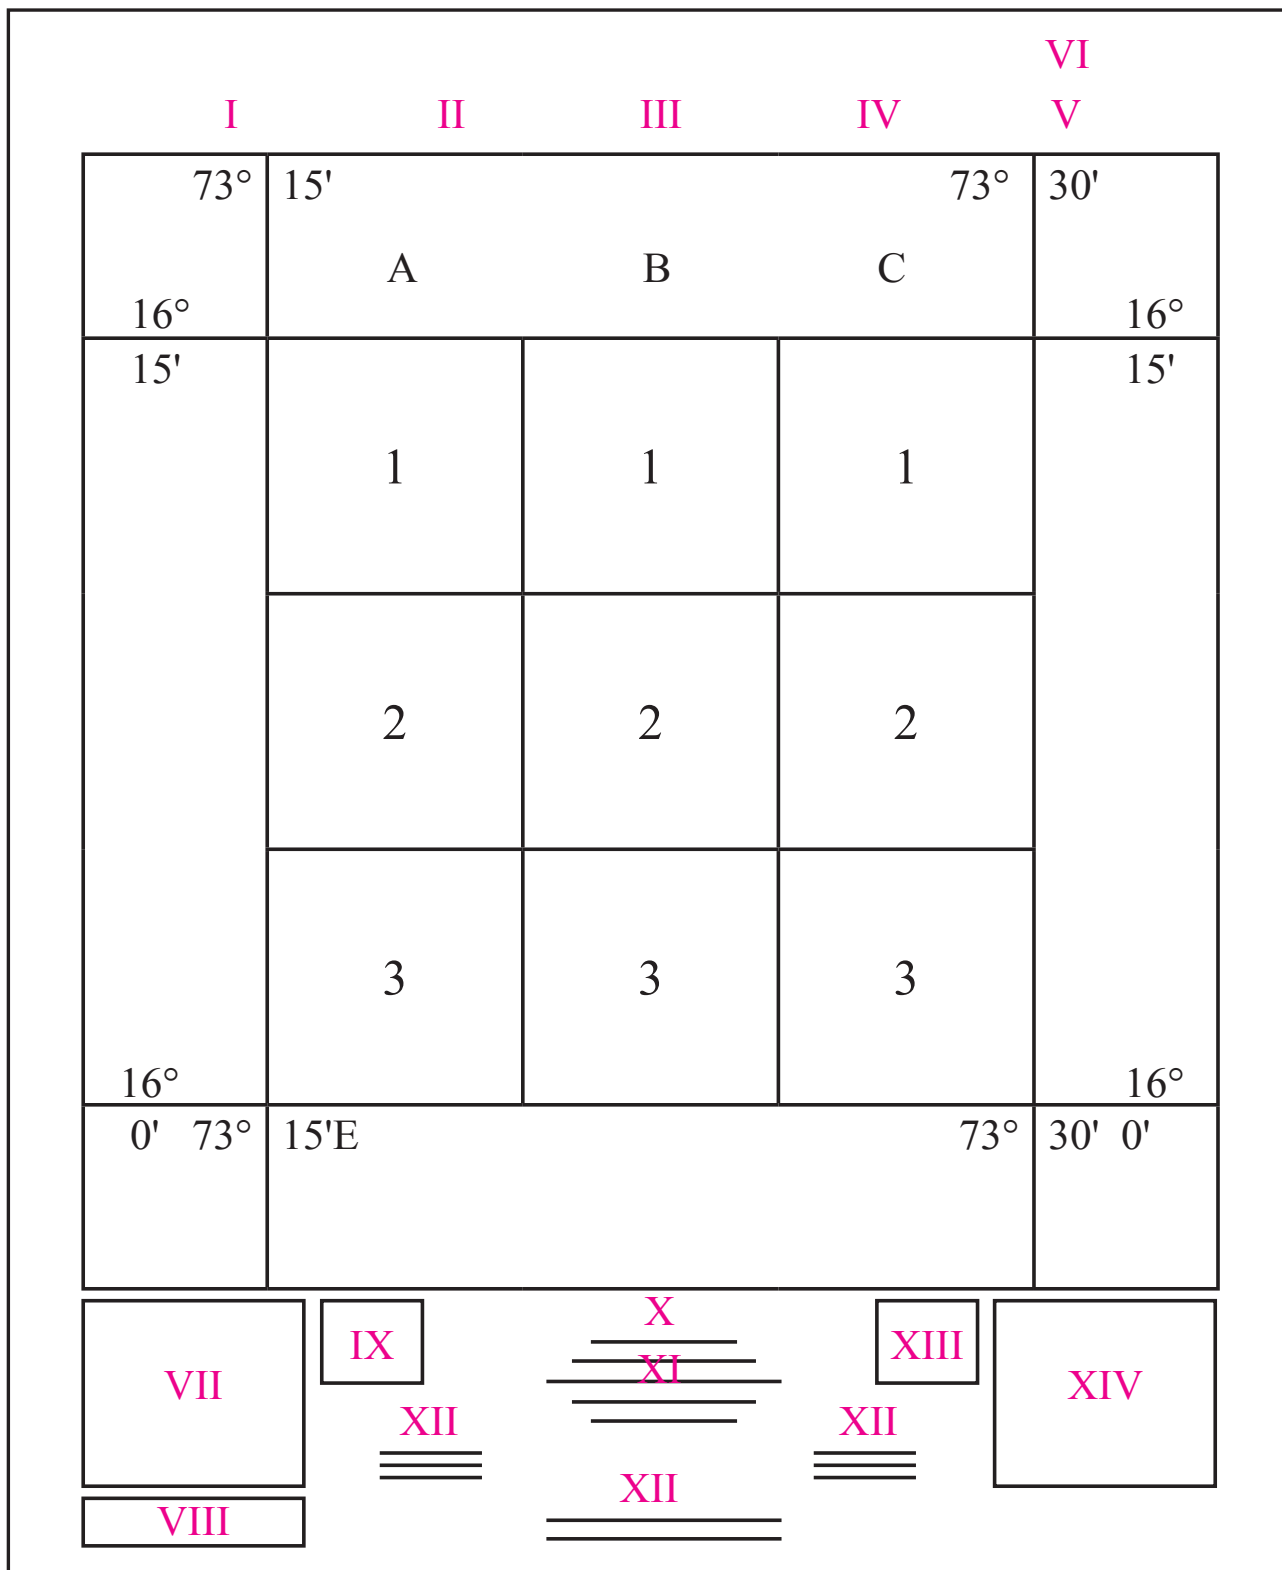 VI
I II III IV V
73° 15' 73° 30'
A B C
16° 16°
15' 15'
1 1 1
2 2 2
3 3 3
16° 16°
0' 73° 15'E 73° 30' 0'
X
IX XIII
XI
VII XIV
XII XII
XII
VIII